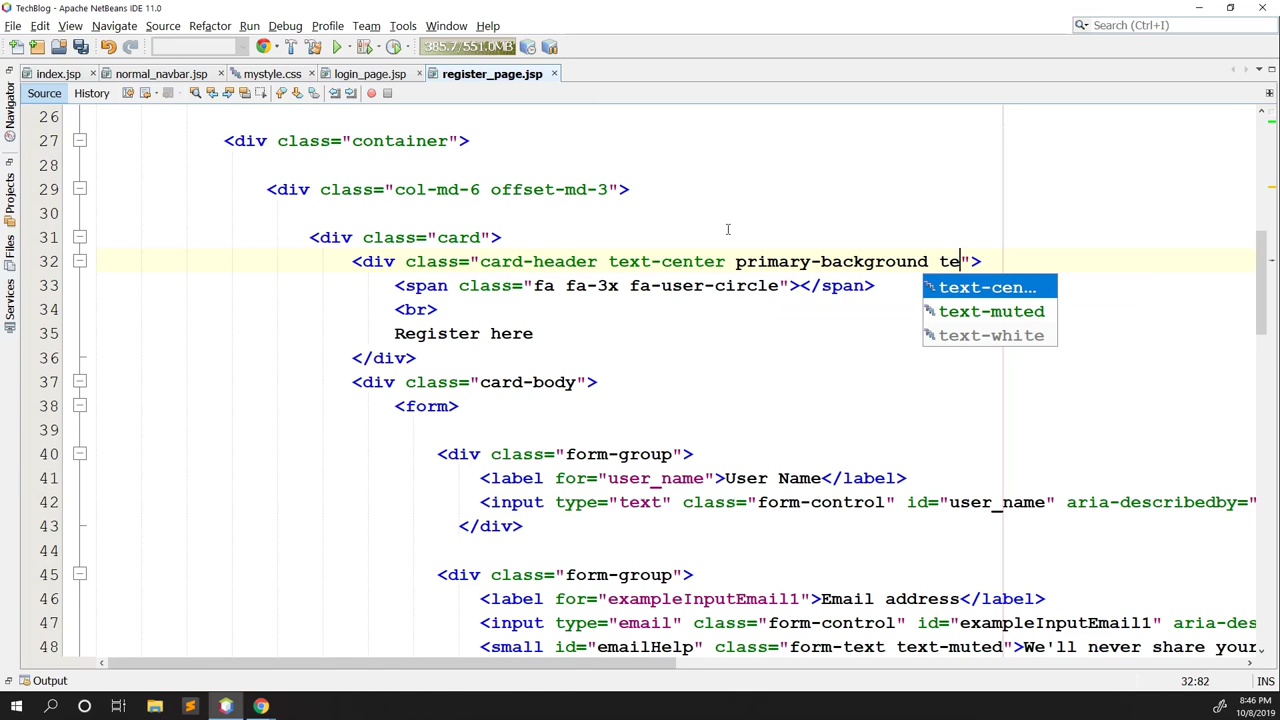 TechBlog - Apache NetBeans IDE 11.0
File Edit View Navigate Source Refactor Run Debug Profile Team Tools Window Help
Search (Ctrl+I)
385.7/551.0MB
index.jsp normal_navbar.jsp mystyle.css login_page.jsp register_page.jsp
Source History
Navigator
Projects
Files
Services
26
27 <div class="container">
28
29 <div class="col-md-6 offset-md-3">
30
31 <div class="card">
32 <div class="card-header text-center primary-background te">
33 <span class="fa fa-3x fa-user-circle"></span>
34 <br>
35 Register here
36 </div>
37 <div class="card-body">
38 <form>
39
40 <div class="form-group">
41 <label for="user_name">User Name</label>
42 <input type="text" class="form-control" id="user_name" aria-describedby="
43 </div>
44
45 <div class="form-group">
46 <label for="exampleInputEmail1">Email address</label>
47 <input type="email" class="form-control" id="exampleInputEmail1" aria-des
48 <small id="emailHelp" class="form-text text-muted">We'll never share your
text-cen...
text-muted
text-white
Output
32:82 INS
8:46 PM
10/8/2019